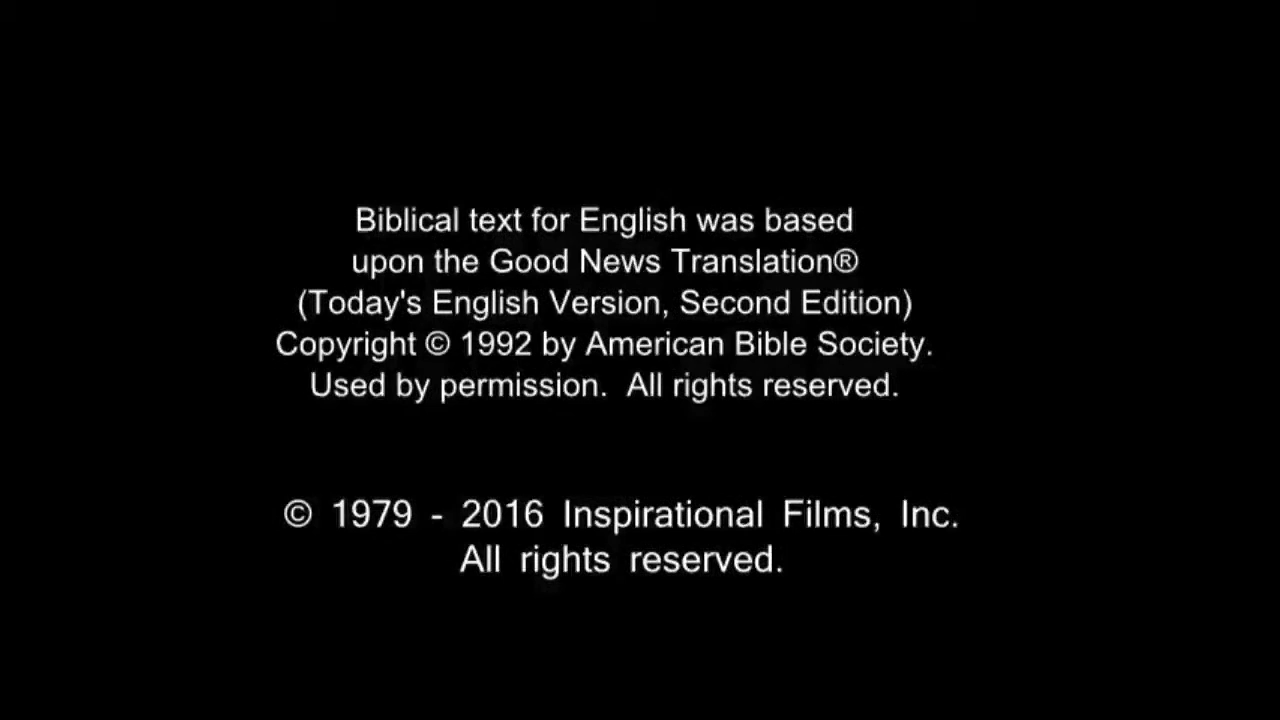 Biblical text for English was based
upon the Good News Translation®
(Today's English Version, Second Edition)
Copyright © 1992 by American Bible Society.
Used by permission.  All rights reserved.
© 1979 - 2016 Inspirational Films, Inc.
All rights reserved.